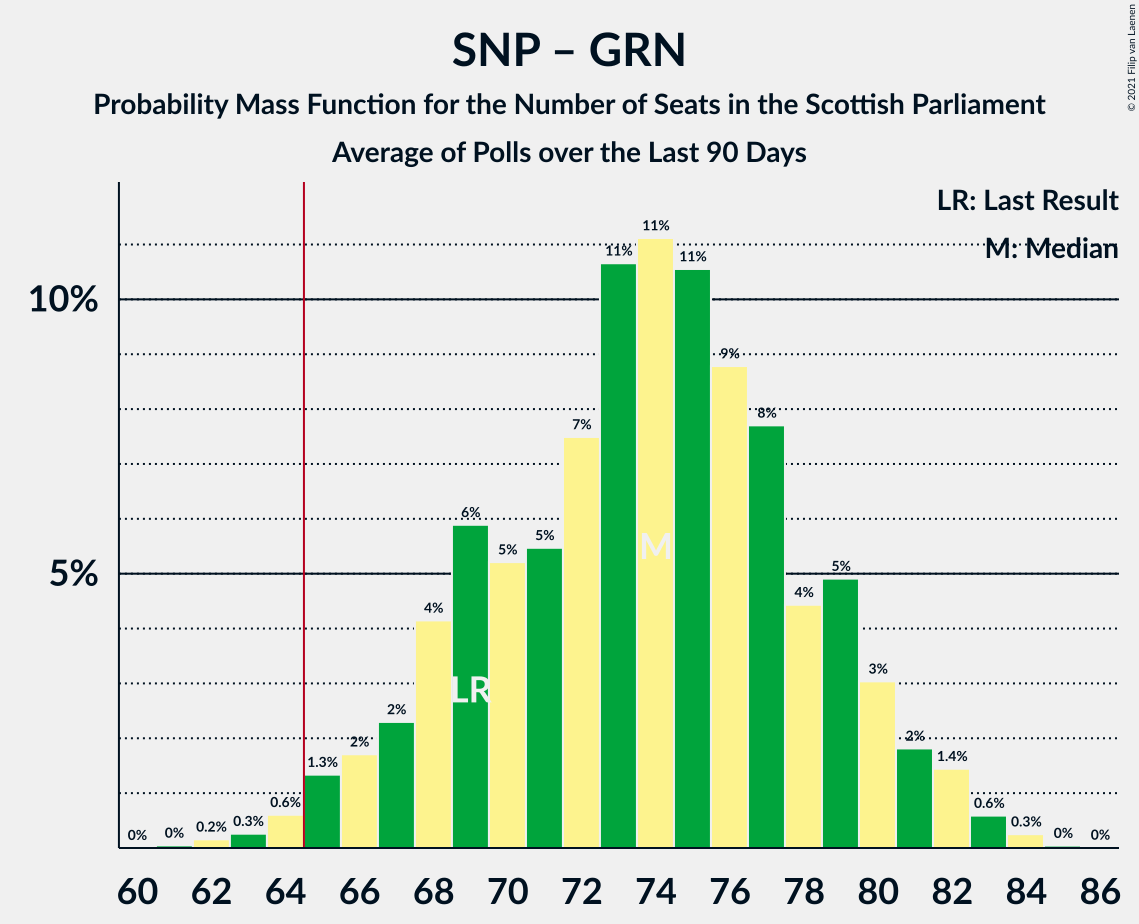 SNP – GRN
Probability Mass Function for the Number of Seats in the Scottish Parliament
Average of Polls over the Last 90 Days
© 2021 Filip van Laenen
LR: Last Result
M: Median
10%
5%
0% 0% 0.2% 0.3% 0.6% 1.3% 2% 2% 4% 6% 5% 5% 7% 11% 11% 11% 9% 8% 4% 5% 3% 2% 1.4% 0.6% 0.3% 0% 0%
LR
M
60 62 64 66 68 70 72 74 76 78 80 82 84 86